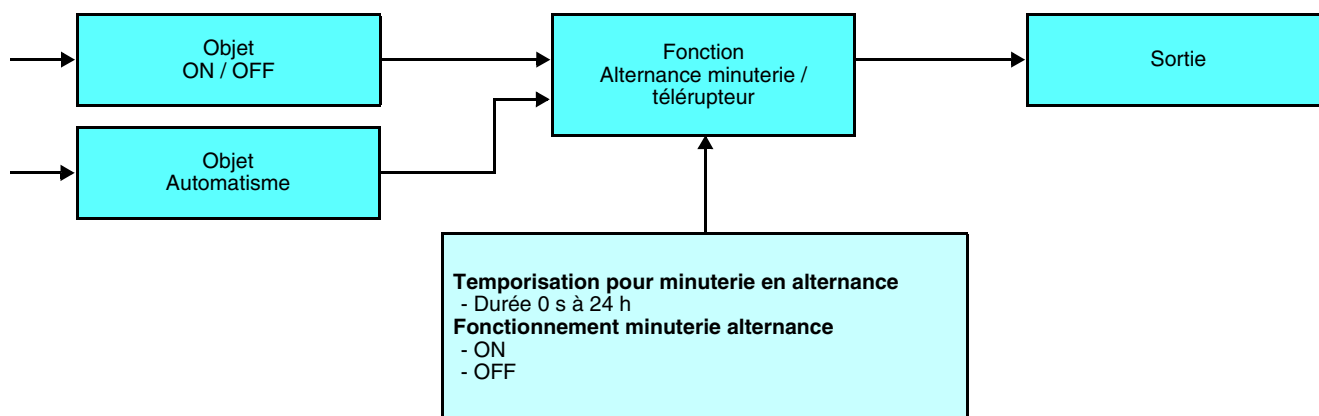 Objet
ON / OFF
Fonction
Alternance minuterie /
télérupteur
Sortie
Objet
Automatisme
Temporisation pour minuterie en alternance
- Durée 0 s à 24 h
Fonctionnement minuterie alternance
- ON
- OFF